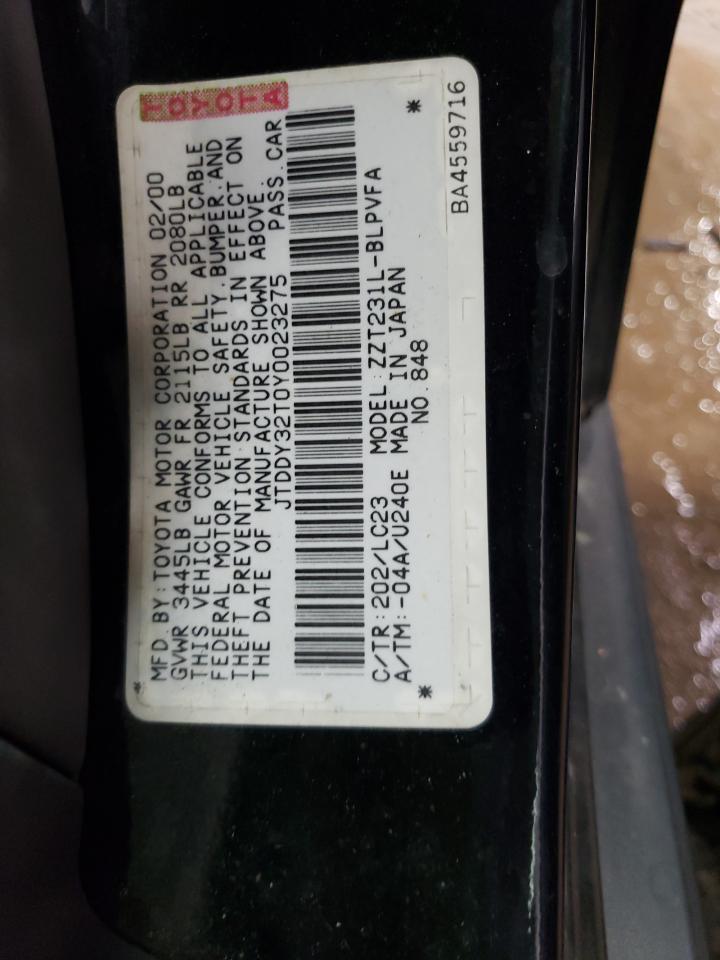 TOYOTA
MFD. BY: TOYOTA MOTOR CORPORATION 02/00
GVWR 3445LB GAWR FR 2115LB RR 2080LB
THIS VEHICLE CONFORMS TO ALL APPLICABLE
FEDERAL MOTOR VEHICLE SAFETY, BUMPER, AND
THEFT PREVENTION STANDARDS IN EFFECT ON
THE DATE OF MANUFACTURE SHOWN ABOVE.
JTDDY32T0Y0023275 PASS. CAR
C/TR: 202/LC23 MODEL: ZZT231L-BLPVFA
A/TM: -04A/U240E MADE IN JAPAN
NO. 848
BA4559716